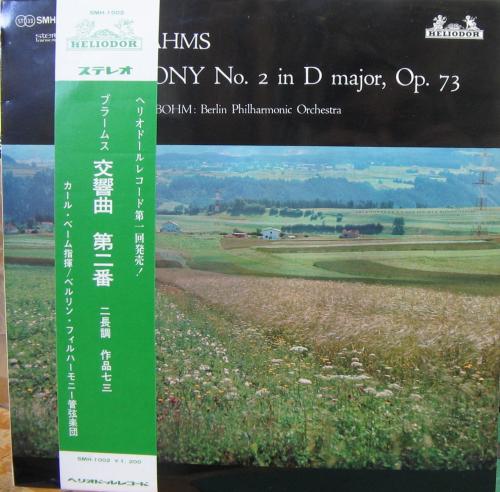 SMH-1002
HELIODOR
ステレオ
ヘリオドールレコード第一回発売!
ブラームス
交響曲 第二番
ニ長調 作品七三
カール・ベーム指揮/ベルリン・フィルハーモニー管弦楽団
SMH-1002 ¥1,200
ヘリオドールレコード
SMH
AHMS
HELIODOR
ONY No. 2 in D major, Op. 73
BOHM: Berlin Philharmonic Orchestra